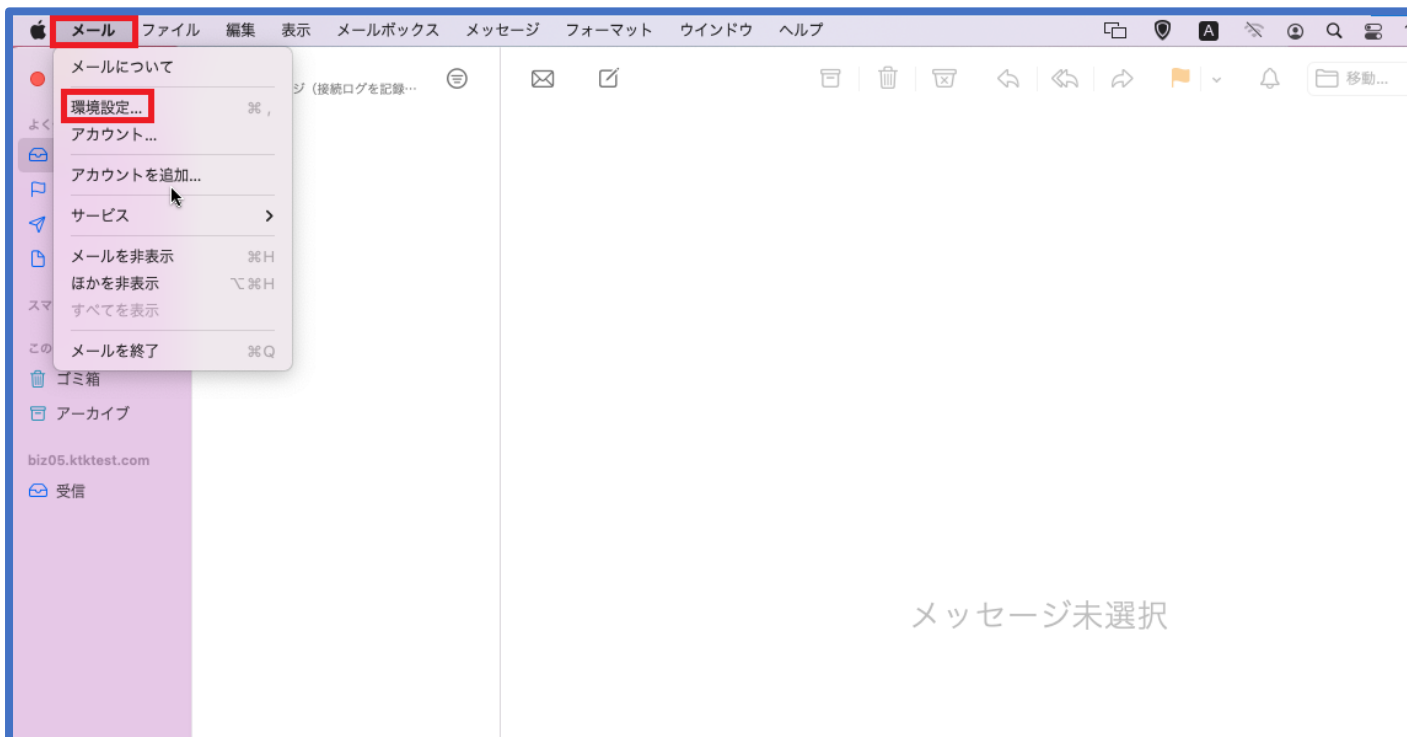 メール ファイル 編集 表示 メールボックス メッセージ フォーマット ウインドウ ヘルプ A
メールについて
環境設定... ⌘ ,
アカウント...
アカウントを追加...
サービス
メールを非表示 ⌘H
ほかを非表示 ⌥⌘H
すべてを表示
メールを終了 ⌘Q
よく
スマ
この
ゴミ箱
アーカイブ
biz05.ktktest.com
受信
ジ（接続ログを記録…
移動...
メッセージ未選択